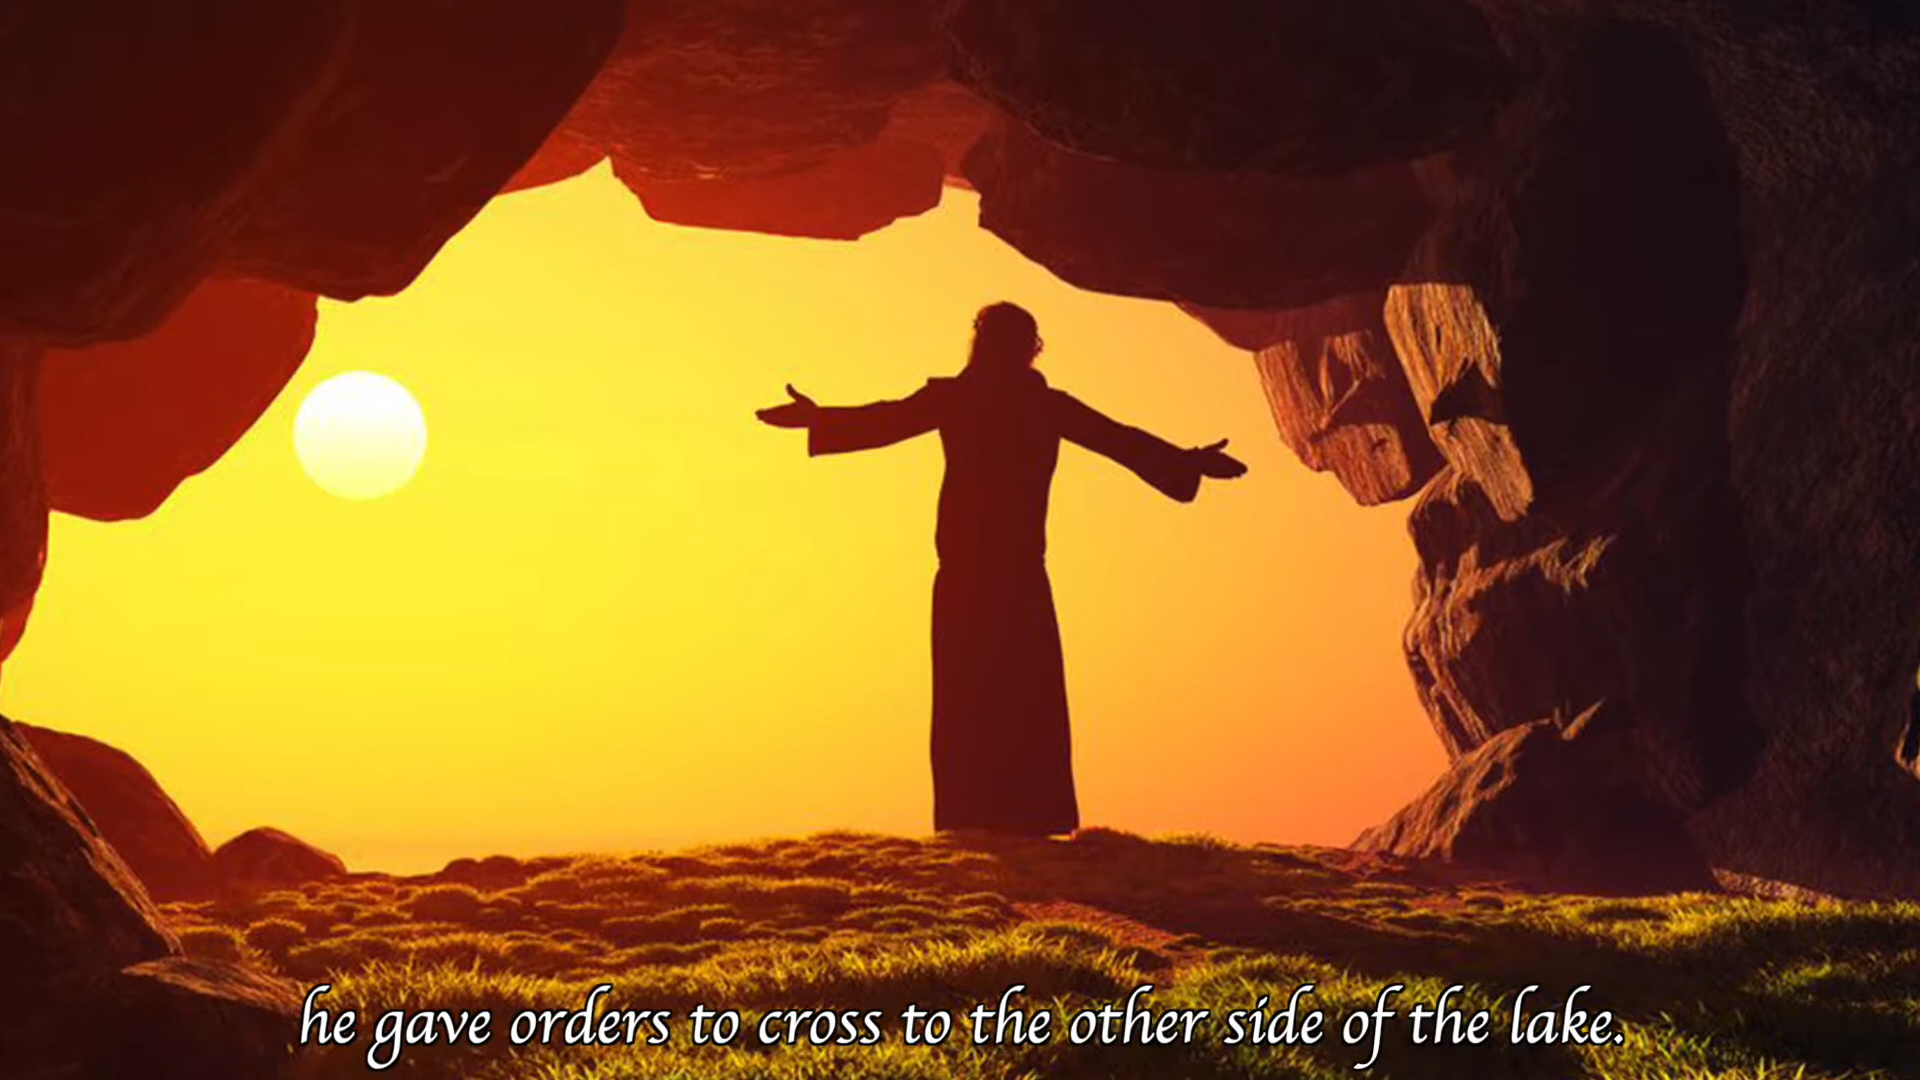 he gave orders to cross to the other side of the lake.